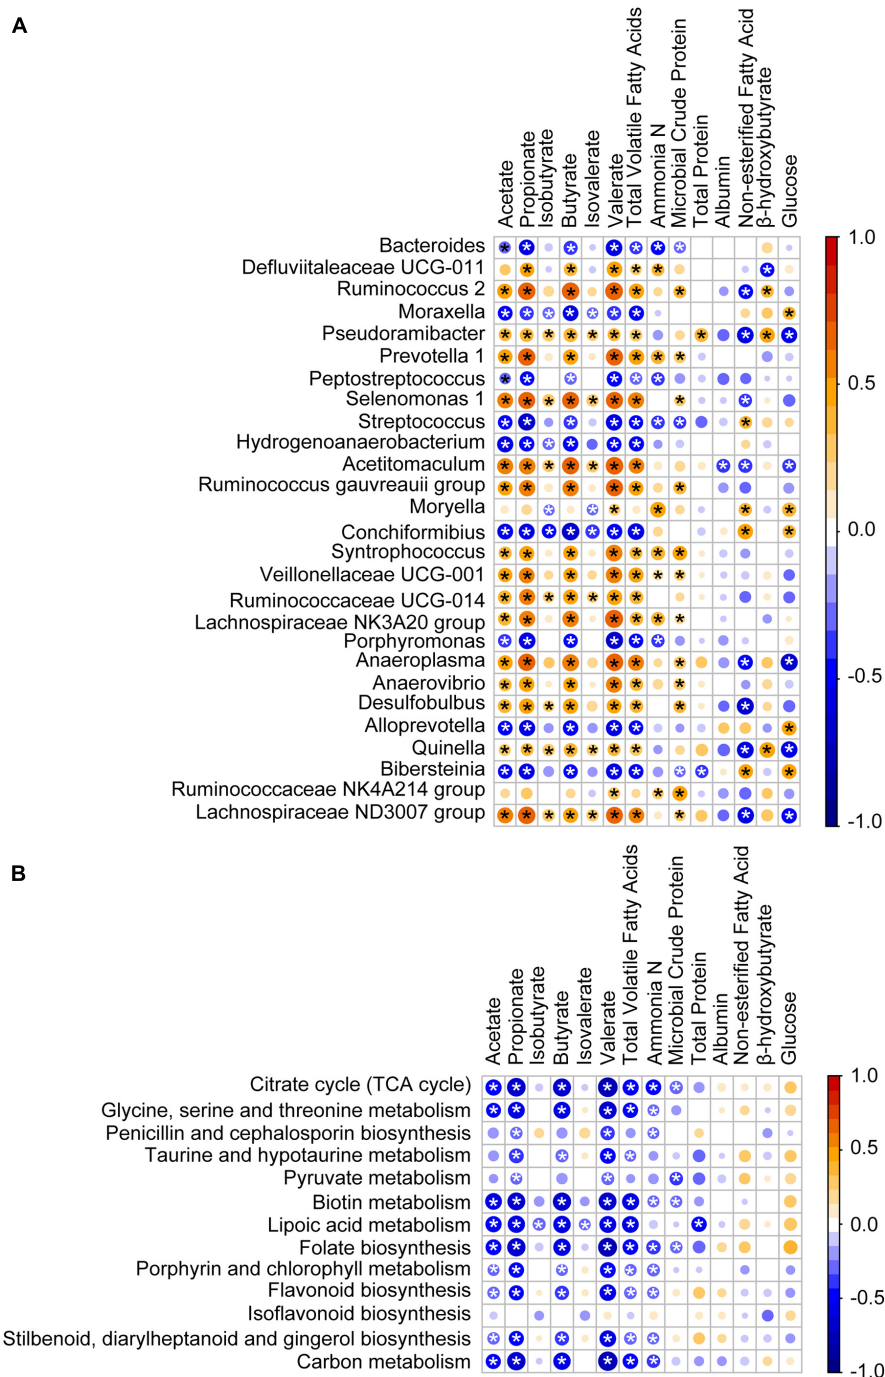 A
Acetate
Propionate
Isobutyrate
Butyrate
Isovalerate
Valerate
Total Volatile Fatty Acids
Ammonia N
Microbial Crude Protein
Total Protein
Albumin
Non-esterified Fatty Acid
β-hydroxybutyrate
Glucose
Bacteroides
Defluviitaleaceae UCG-011
Ruminococcus 2
Moraxella
Pseudoramibacter
Prevotella 1
Peptostreptococcus
Selenomonas 1
Streptococcus
Hydrogenoanaerobacterium
Acetitomaculum
Ruminococcus gauvreauii group
Moryella
Conchiformibius
Syntrophococcus
Veillonellaceae UCG-001
Ruminococcaceae UCG-014
Lachnospiraceae NK3A20 group
Porphyromonas
Anaeroplasma
Anaerovibrio
Desulfobulbus
Alloprevotella
Quinella
Bibersteinia
Ruminococcaceae NK4A214 group
Lachnospiraceae ND3007 group
1.0
0.5
0.0
-0.5
-1.0
B
Acetate
Propionate
Isobutyrate
Butyrate
Isovalerate
Valerate
Total Volatile Fatty Acids
Ammonia N
Microbial Crude Protein
Total Protein
Albumin
Non-esterified Fatty Acid
β-hydroxybutyrate
Glucose
Citrate cycle (TCA cycle)
Glycine, serine and threonine metabolism
Penicillin and cephalosporin biosynthesis
Taurine and hypotaurine metabolism
Pyruvate metabolism
Biotin metabolism
Lipoic acid metabolism
Folate biosynthesis
Porphyrin and chlorophyll metabolism
Flavonoid biosynthesis
Isoflavonoid biosynthesis
Stilbenoid, diarylheptanoid and gingerol biosynthesis
Carbon metabolism
1.0
0.5
0.0
-0.5
-1.0